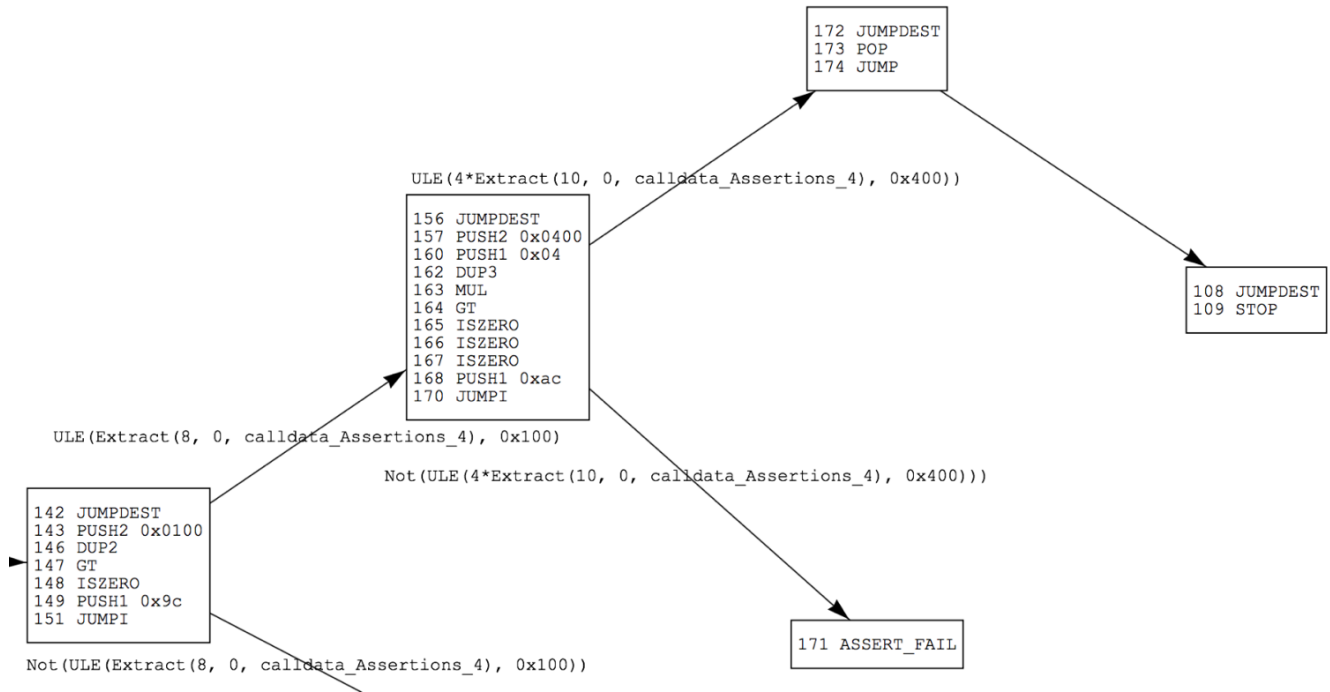 172 JUMPDEST
173 POP
174 JUMP
ULE(4*Extract(10, 0, calldata_Assertions_4), 0x400))
156 JUMPDEST
157 PUSH2 0x0400
160 PUSH1 0x04
162 DUP3
163 MUL
164 GT
165 ISZERO
166 ISZERO
167 ISZERO
168 PUSH1 0xac
170 JUMPI
108 JUMPDEST
109 STOP
ULE(Extract(8, 0, calldata_Assertions_4), 0x100)
Not(ULE(4*Extract(10, 0, calldata_Assertions_4), 0x400)))
142 JUMPDEST
143 PUSH2 0x0100
146 DUP2
147 GT
148 ISZERO
149 PUSH1 0x9c
151 JUMPI
171 ASSERT_FAIL
Not(ULE(Extract(8, 0, calldata_Assertions_4), 0x100))